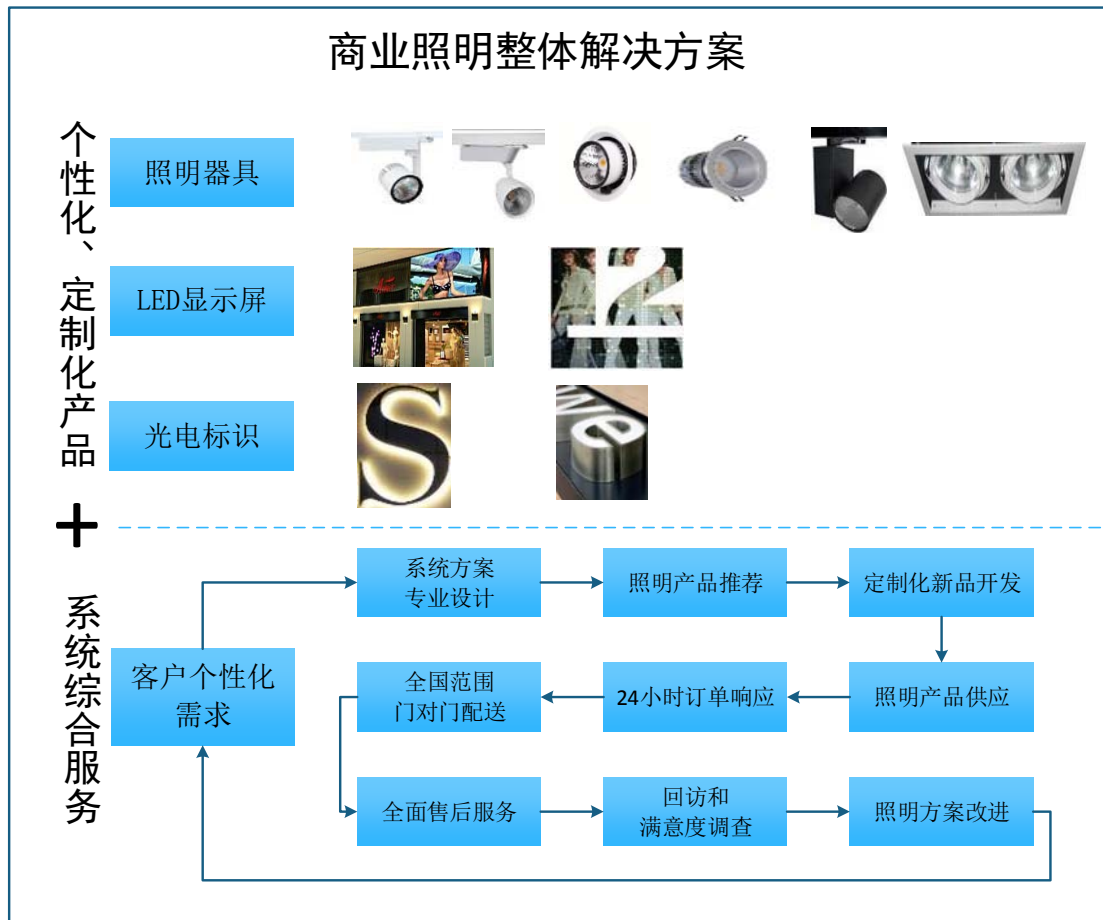 商业照明整体解决方案
个性化、定制化产品
照明器具
LED显示屏
12
光电标识
S
we
+
系统综合服务
客户个性化
需求
系统方案
专业设计
照明产品推荐
定制化新品开发
照明产品供应
24小时订单响应
全国范围
门对门配送
全面售后服务
回访和
满意度调查
照明方案改进